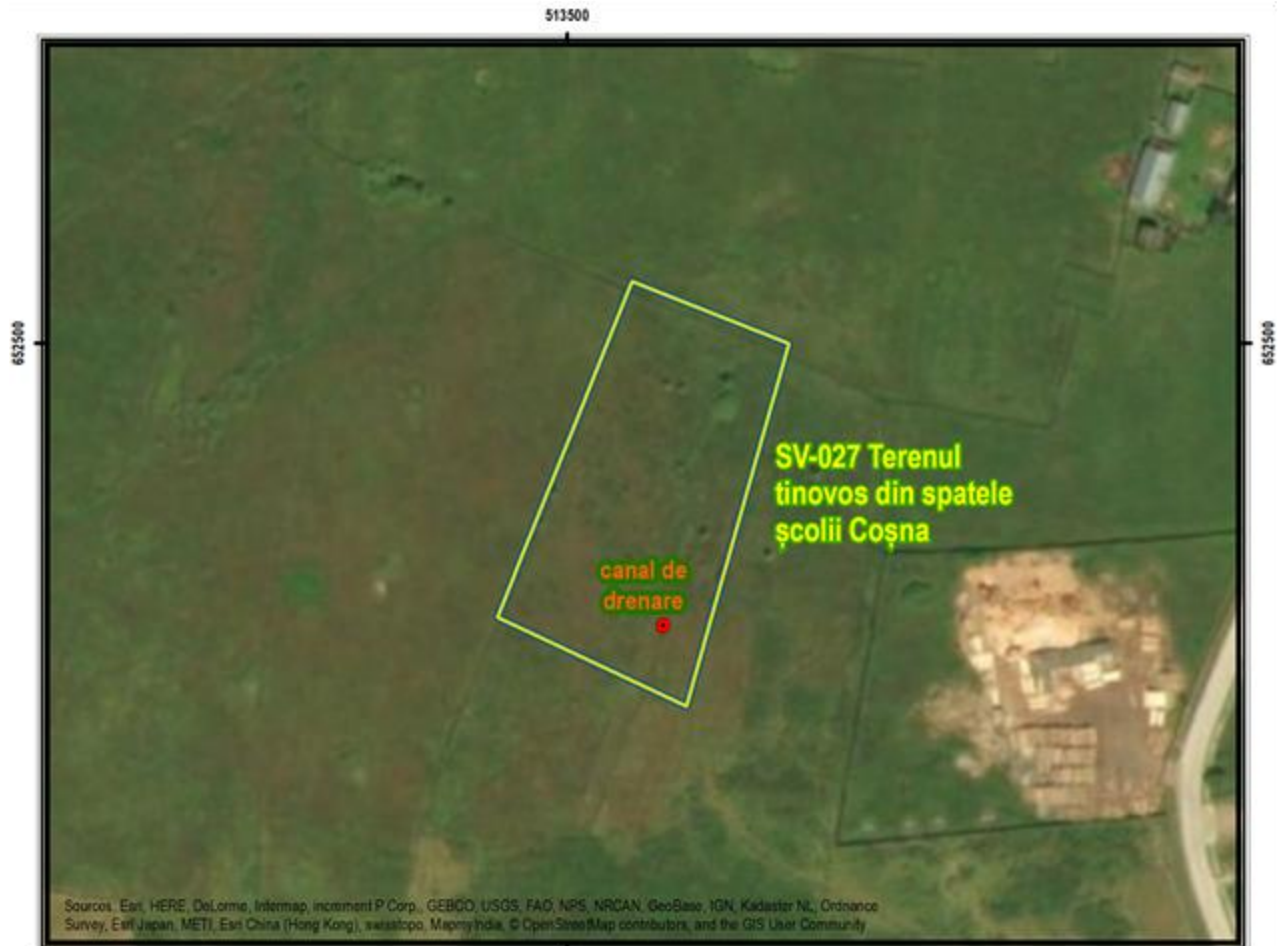 513500
652500
652500
SV-027 Terenul
tinovos din spatele
școlii Coșna
canal de
drenare
Sources: Esri, HERE, DeLorme, Intermap, increment P Corp., GEBCO, USGS, FAO, NPS, NRCAN, GeoBase, IGN, Kadaster NL, Ordnance
Survey, Esri Japan, METI, Esri China (Hong Kong), swisstopo, MapmyIndia, © OpenStreetMap contributors, and the GIS User Community